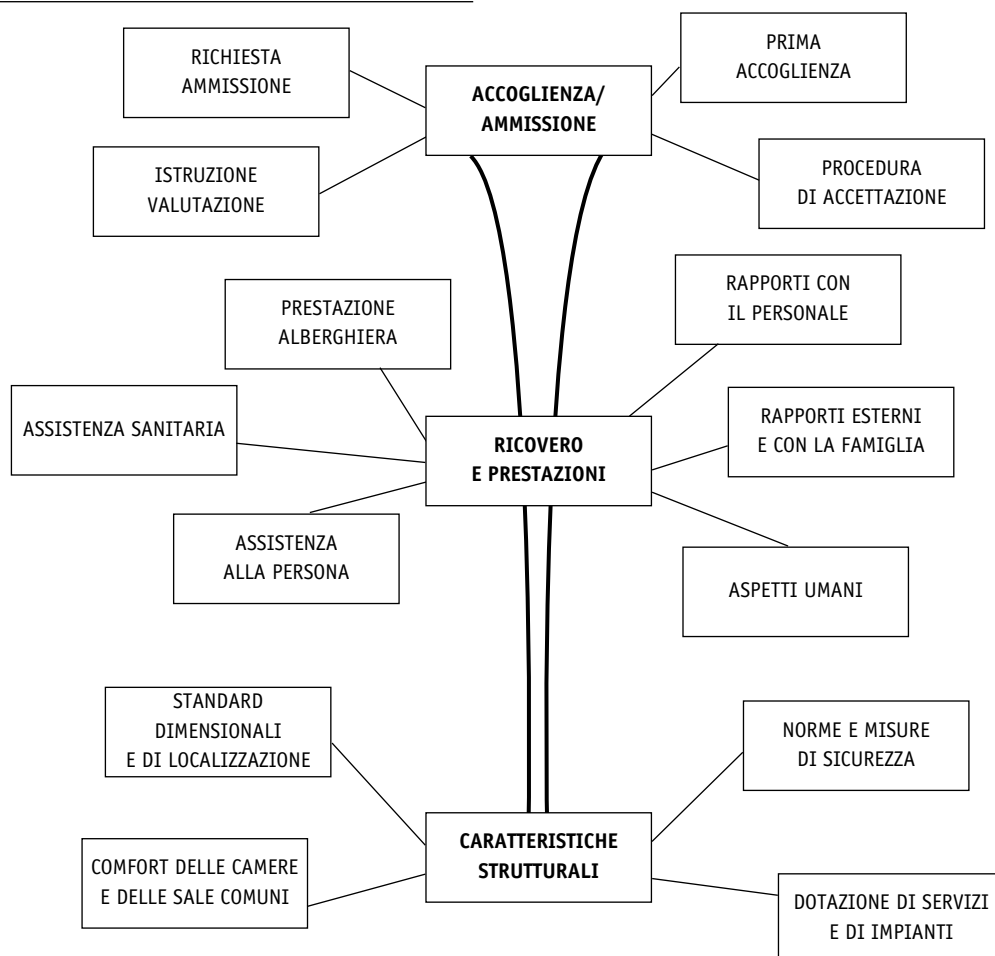 RICHIESTA
AMMISSIONE
PRIMA
ACCOGLIENZA
ACCOGLIENZA/
AMMISSIONE
ISTRUZIONE
VALUTAZIONE
PROCEDURA
DI ACCETTAZIONE
PRESTAZIONE
ALBERGHIERA
RAPPORTI CON
IL PERSONALE
ASSISTENZA SANITARIA
RICOVERO
E PRESTAZIONI
RAPPORTI ESTERNI
E CON LA FAMIGLIA
ASSISTENZA
ALLA PERSONA
ASPETTI UMANI
STANDARD
DIMENSIONALI
E DI LOCALIZZAZIONE
NORME E MISURE
DI SICUREZZA
CARATTERISTICHE
STRUTTURALI
COMFORT DELLE CAMERE
E DELLE SALE COMUNI
DOTAZIONE DI SERVIZI
E DI IMPIANTI